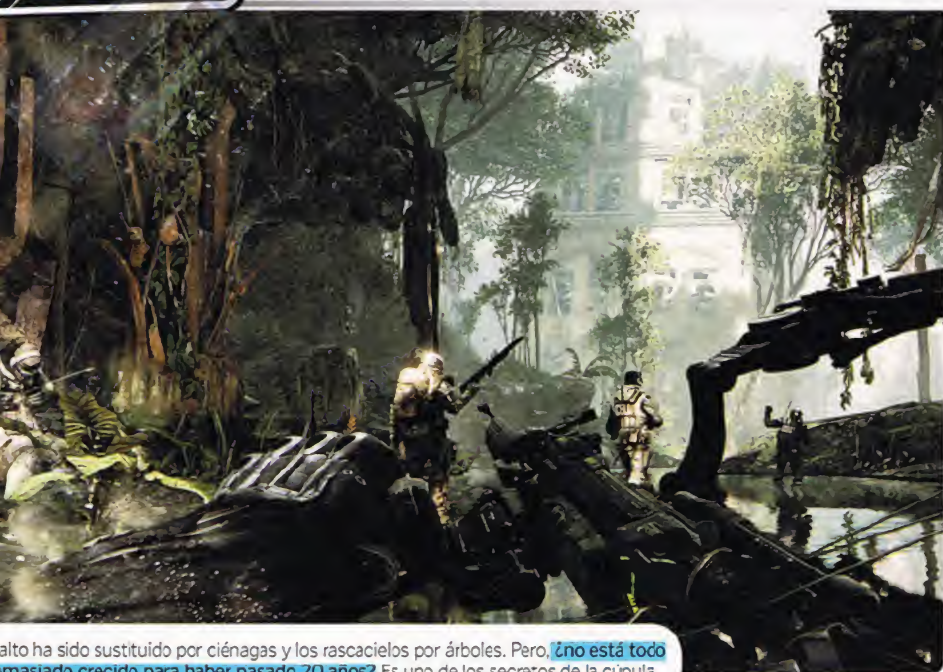 alto ha sido sustituido por ciénagas y los rascacielos por árboles. Pero, ¿no está todo
masiado crecido para haber pasado 20 años? Es uno de los secretos de la cúpula.